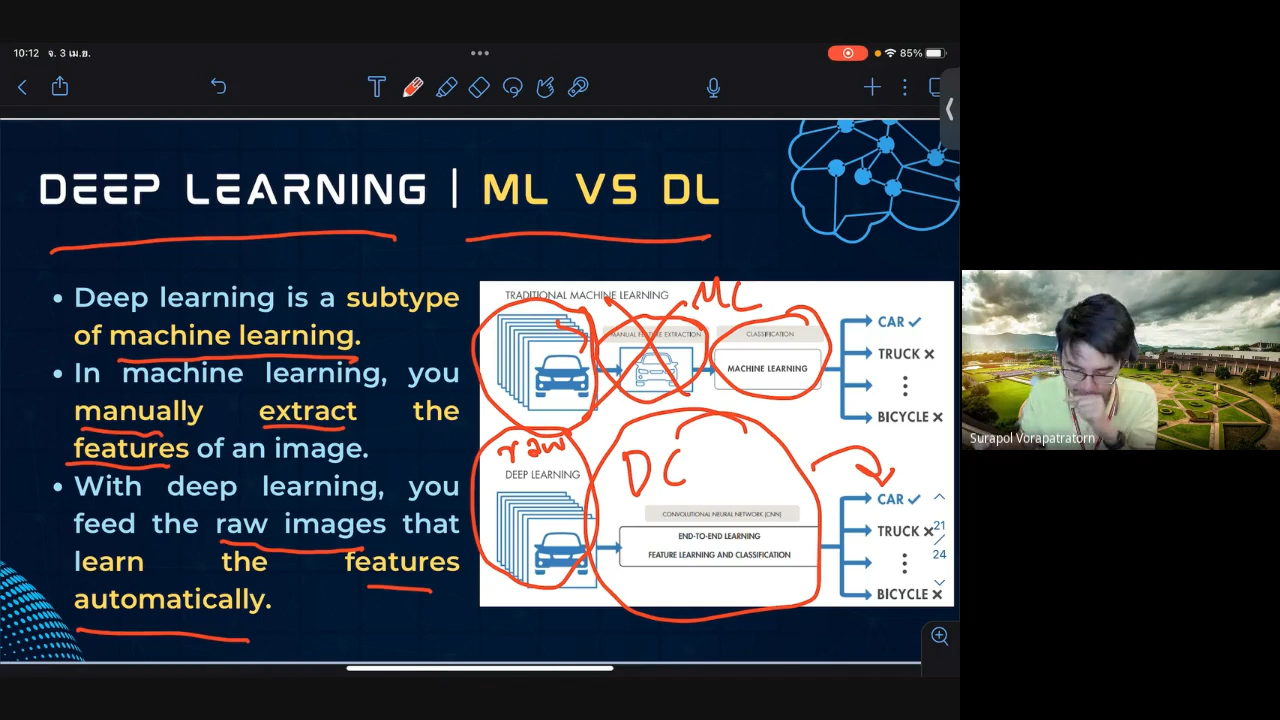 10:12 จ. 3 เม.ย.
85%
DEEP LEARNING | ML VS DL
• Deep learning is a subtype
of machine learning.
• In machine learning, you
manually extract the
features of an image.
• With deep learning, you
feed the raw images that
learn the features
automatically.
TRADITIONAL MACHINE LEARNING
ML
MANUAL FEATURE EXTRACTION
CLASSIFICATION
MACHINE LEARNING
CAR ✓
TRUCK ×
BICYCLE ×
raw
DEEP LEARNING
DL
CONVOLUTIONAL NEURAL NETWORK (CNN)
END-TO-END LEARNING
FEATURE LEARNING AND CLASSIFICATION
CAR ✓
TRUCK ×
BICYCLE ×
21
/
24
Surapol Vorapatratorn